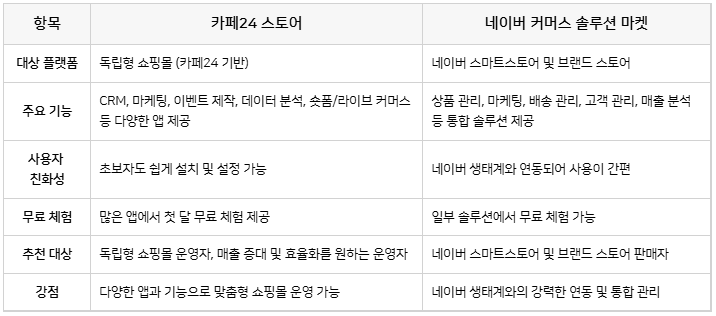 항목 카페24 스토어 네이버 커머스 솔루션 마켓
대상 플랫폼 독립형 쇼핑몰 (카페24 기반) 네이버 스마트스토어 및 브랜드 스토어
주요 기능 CRM, 마케팅, 이벤트 제작, 데이터 분석, 숏폼/라이브 커머스 상품 관리, 마케팅, 배송 관리, 고객 관리, 매출 분석
등 다양한 앱 제공 등 통합 솔루션 제공
사용자
친화성 초보자도 쉽게 설치 및 설정 가능 네이버 생태계와 연동되어 사용이 간편
무료 체험 많은 앱에서 첫 달 무료 체험 제공 일부 솔루션에서 무료 체험 가능
추천 대상 독립형 쇼핑몰 운영자, 매출 증대 및 효율화를 원하는 운영자 네이버 스마트스토어 및 브랜드 스토어 판매자
강점 다양한 앱과 기능으로 맞춤형 쇼핑몰 운영 가능 네이버 생태계와의 강력한 연동 및 통합 관리